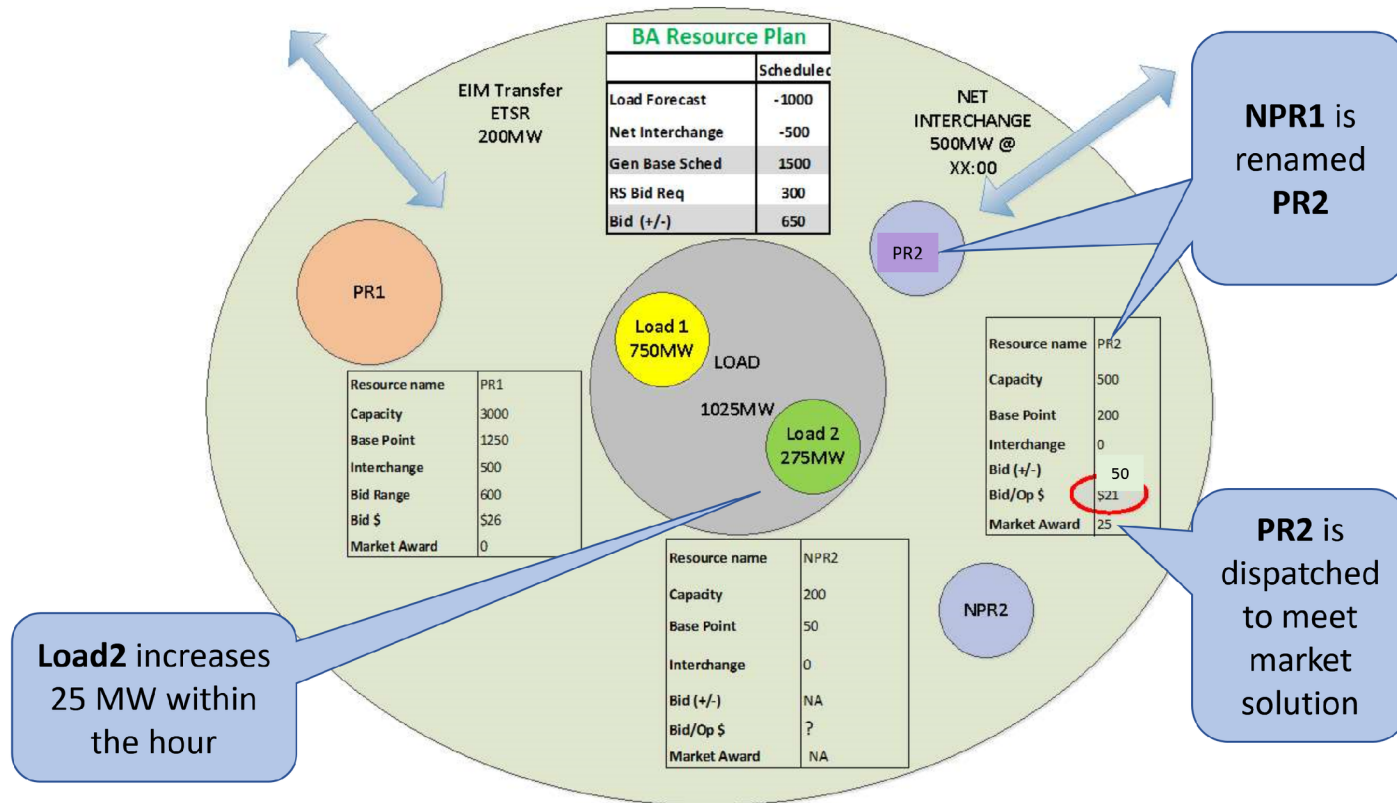 BA Resource Plan
Scheduled
Load Forecast -1000
Net Interchange -500
Gen Base Sched 1500
RS Bid Req 300
Bid (+/-) 650
EIM Transfer
ETSR
200MW
NET
INTERCHANGE
500MW @
XX:00
NPR1 is
renamed
PR2
PR2
PR1
Load 1
750MW
LOAD
1025MW
Load 2
275MW
Resource name PR1
Capacity 3000
Base Point 1250
Interchange 500
Bid Range 600
Bid $ $26
Market Award 0
Resource name PR2
Capacity 500
Base Point 200
Interchange 0
Bid (+/-) 50
Bid/Op $ $21
Market Award 25
Resource name NPR2
Capacity 200
Base Point 50
Interchange 0
Bid (+/-) NA
Bid/Op $ ?
Market Award NA
NPR2
PR2 is
dispatched
to meet
market
solution
Load2 increases
25 MW within
the hour